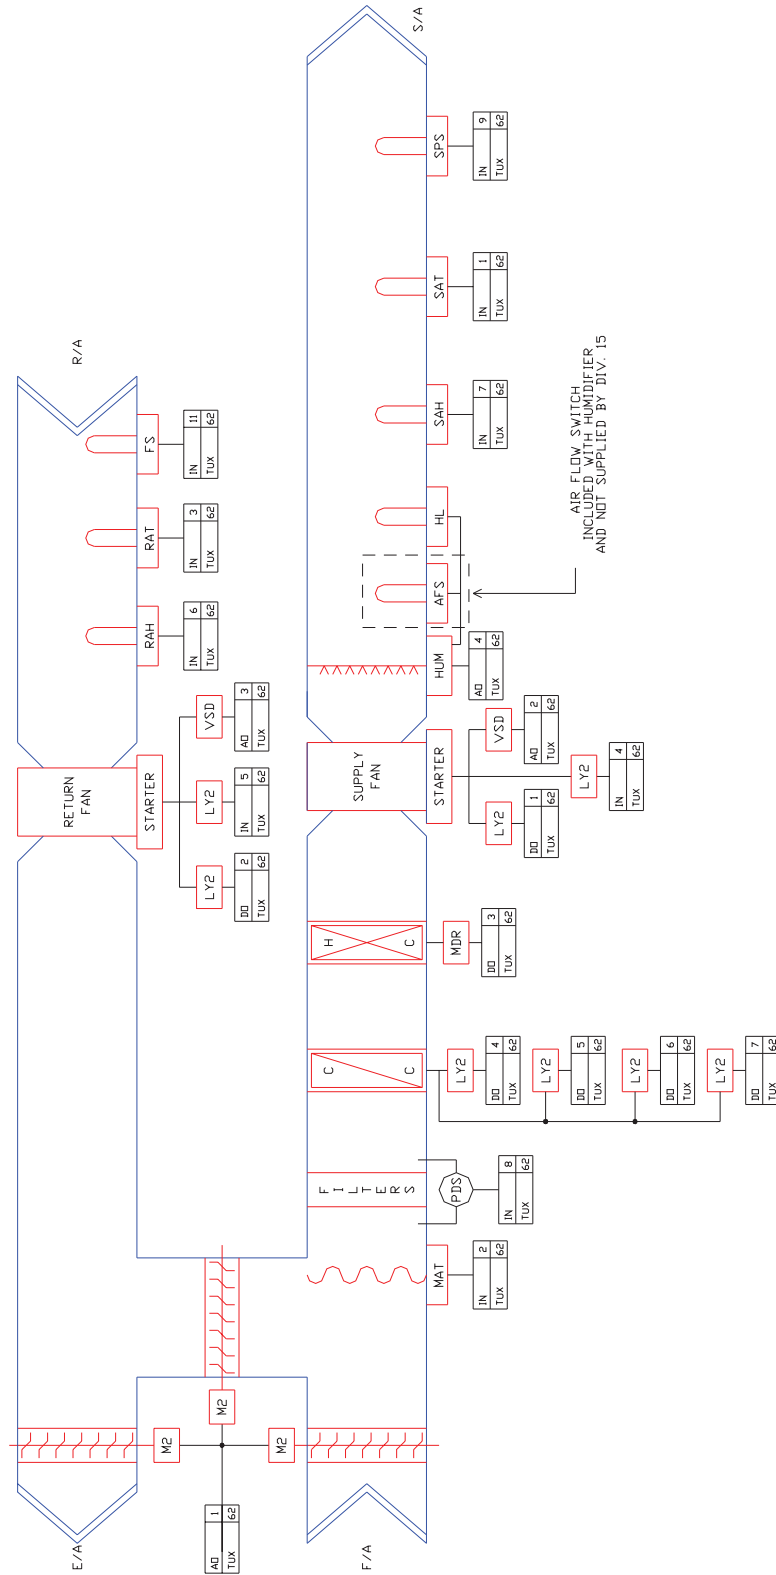 E/A
R/A
RETURN
FAN
STARTER
RAH
RAT
FS
LY2
LY2
VSD
DO 2
TUX 62
IN 5
TUX 62
AO 3
TUX 62
IN 6
TUX 62
IN 3
TUX 62
IN 11
TUX 62
M2
M2
M2
AO 1
TUX 62
F/A
S/A
FILTERS
C
C
H
C
SUPPLY
FAN
MAT
PDS
LY2
MDR
STARTER
HUM
AFS
HL
SAH
SAT
SPS
IN 2
TUX 62
IN 8
TUX 62
DO 4
TUX 62
LY2
DO 5
TUX 62
LY2
DO 6
TUX 62
LY2
DO 7
TUX 62
DO 3
TUX 62
LY2
VSD
DO 1
TUX 62
AO 2
TUX 62
LY2
IN 4
TUX 62
AO 4
TUX 62
IN 7
TUX 62
IN 1
TUX 62
IN 9
TUX 62
AIR FLOW SWITCH
INCLUDED WITH HUMIDIFIER
AND NOT SUPPLIED BY DIV. 15